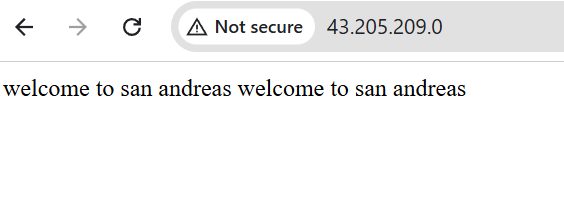 Not secure 43.205.209.0
welcome to san andreas welcome to san andreas